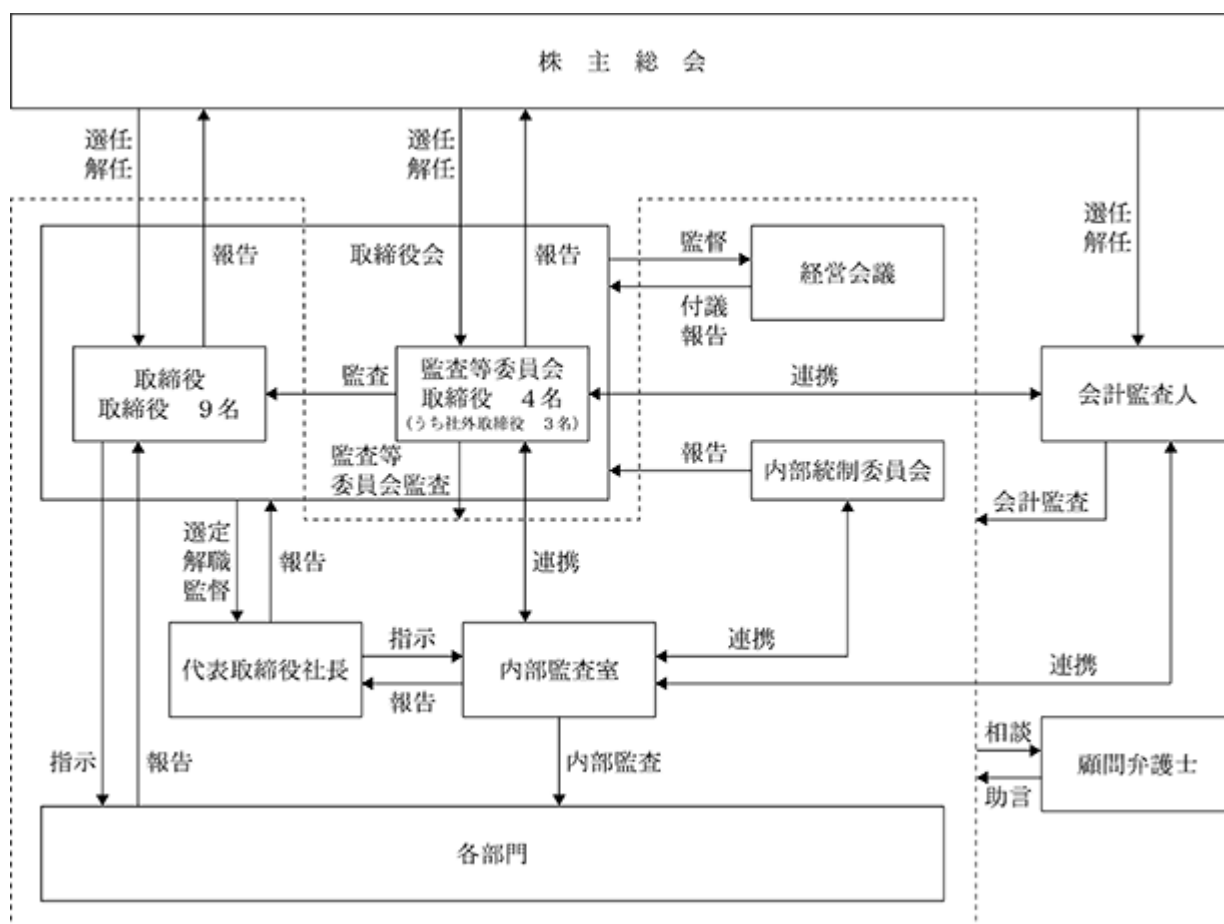 株 主 総 会
選任
解任
選任
解任
選任
解任
報告
取締役会
報告
監督
付議
報告
経営会議
取締役
取締役 9名
監査
監査等委員会
取締役 4名
(うち社外取締役 3名)
連携
会計監査人
監査等
委員会監査
報告
内部統制委員会
会計監査
選定
解職
監督
報告
連携
代表取締役社長
指示
報告
内部監査室
連携
連携
指示
報告
内部監査
相談
助言
顧問弁護士
各部門